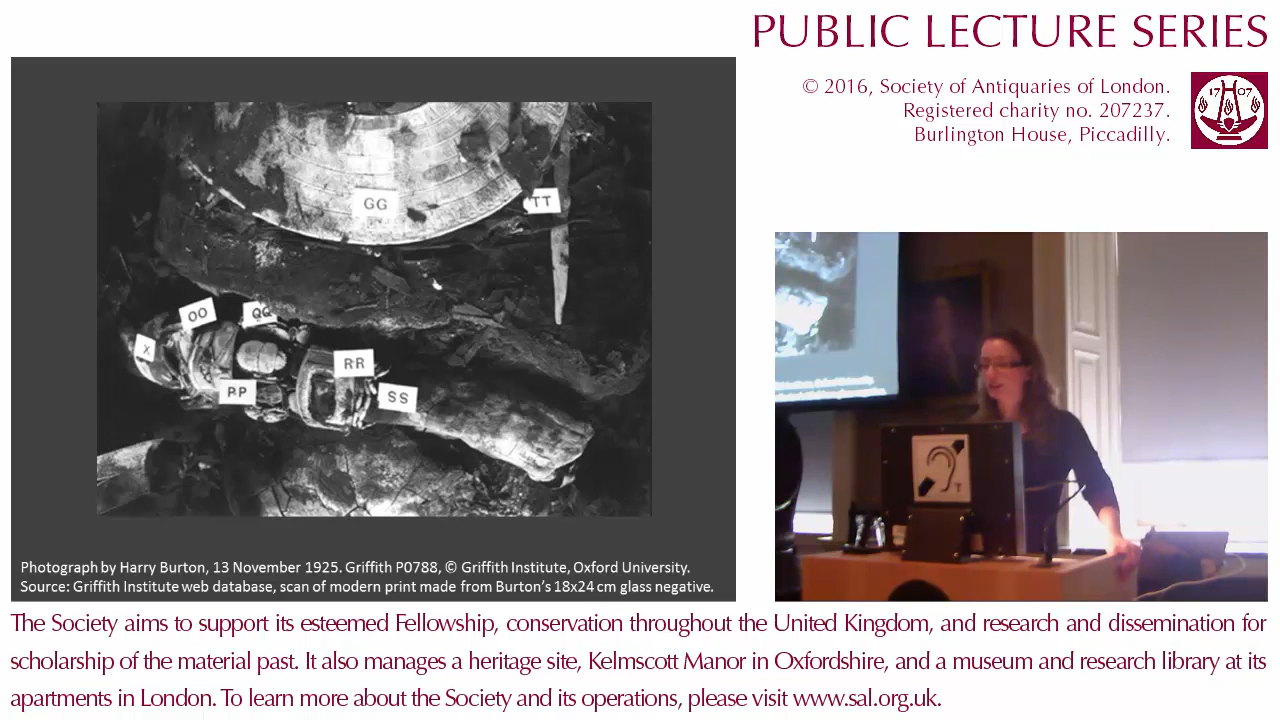 PUBLIC LECTURE SERIES
© 2016, Society of Antiquaries of London.
Registered charity no. 207237.
Burlington House, Piccadilly.
1707
GG
TT
OO
QQ
X
RR
PP
SS
T
Photograph by Harry Burton, 13 November 1925. Griffith P0788, © Griffith Institute, Oxford University.
Source: Griffith Institute web database, scan of modern print made from Burton's 18x24 cm glass negative.
The Society aims to support its esteemed Fellowship, conservation throughout the United Kingdom, and research and dissemination for
scholarship of the material past. It also manages a heritage site, Kelmscott Manor in Oxfordshire, and a museum and research library at its
apartments in London. To learn more about the Society and its operations, please visit www.sal.org.uk.